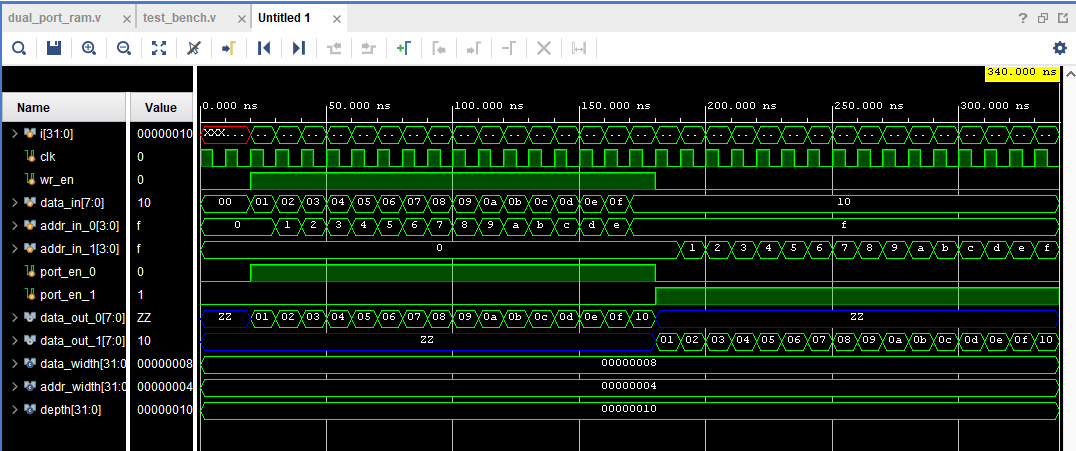 dual_port_ram.v × test_bench.v × Untitled 1 × ?
340.000 ns
Name Value 0.000 ns 50.000 ns 100.000 ns 150.000 ns 200.000 ns 250.000 ns 300.000 ns
i[31:0] 00000010 XXX...
clk 0
wr_en 0
data_in[7:0] 10 00 01 02 03 04 05 06 07 08 09 0a 0b 0c 0d 0e 0f 10
addr_in_0[3:0] f 0 1 2 3 4 5 6 7 8 9 a b c d e f
addr_in_1[3:0] f 0 1 2 3 4 5 6 7 8 9 a b c d e f
port_en_0 0
port_en_1 1
data_out_0[7:0] ZZ ZZ 01 02 03 04 05 06 07 08 09 0a 0b 0c 0d 0e 0f 10 ZZ
data_out_1[7:0] 10 ZZ 01 02 03 04 05 06 07 08 09 0a 0b 0c 0d 0e 0f 10
data_width[31:0] 00000008 00000008
addr_width[31:0 00000004 00000004
depth[31:0] 00000010 00000010